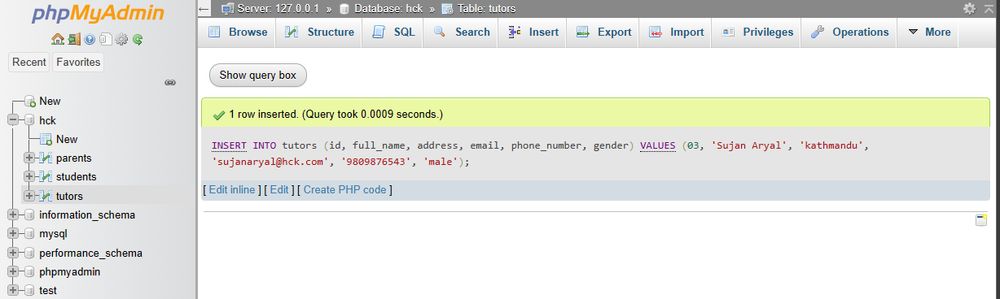 phpMyAdmin
Recent Favorites
New
hck
New
parents
students
tutors
information_schema
mysql
performance_schema
phpmyadmin
test
Server: 127.0.0.1 » Database: hck » Table: tutors
Browse Structure SQL Search Insert Export Import Privileges Operations More
Show query box
1 row inserted. (Query took 0.0009 seconds.)
INSERT INTO tutors (id, full_name, address, email, phone_number, gender) VALUES (03, 'Sujan Aryal', 'kathmandu',
'sujanaryal@hck.com', '9809876543', 'male');
[ Edit inline ] [ Edit ] [ Create PHP code ]